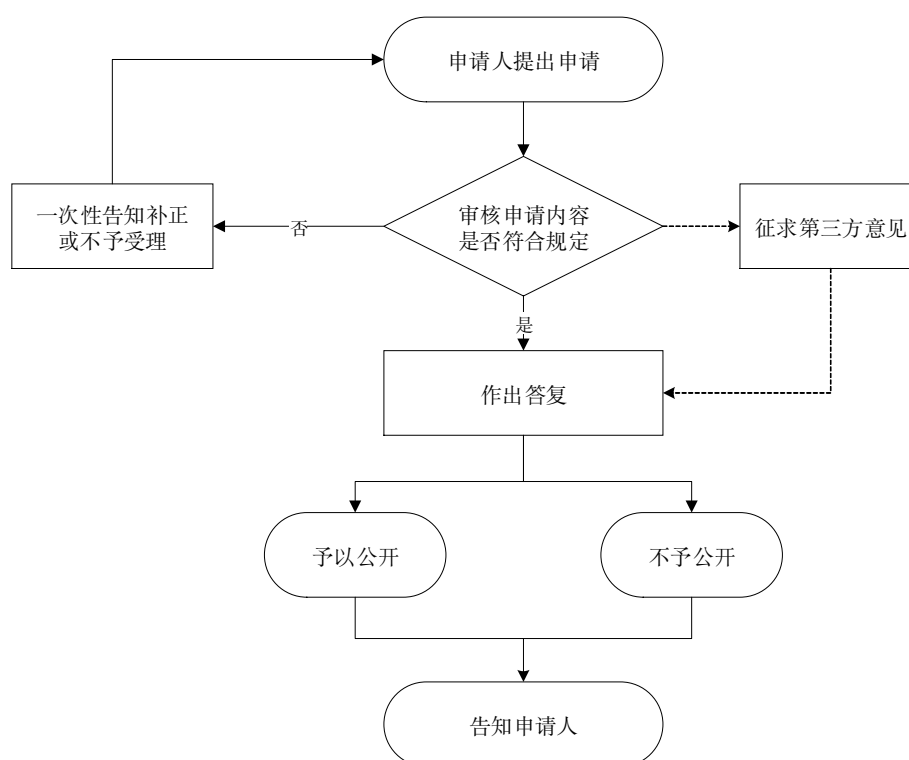 申请人提出申请
一次性告知补正
或不予受理
否
审核申请内容
是否符合规定
征求第三方意见
是
作出答复
予以公开
不予公开
告知申请人